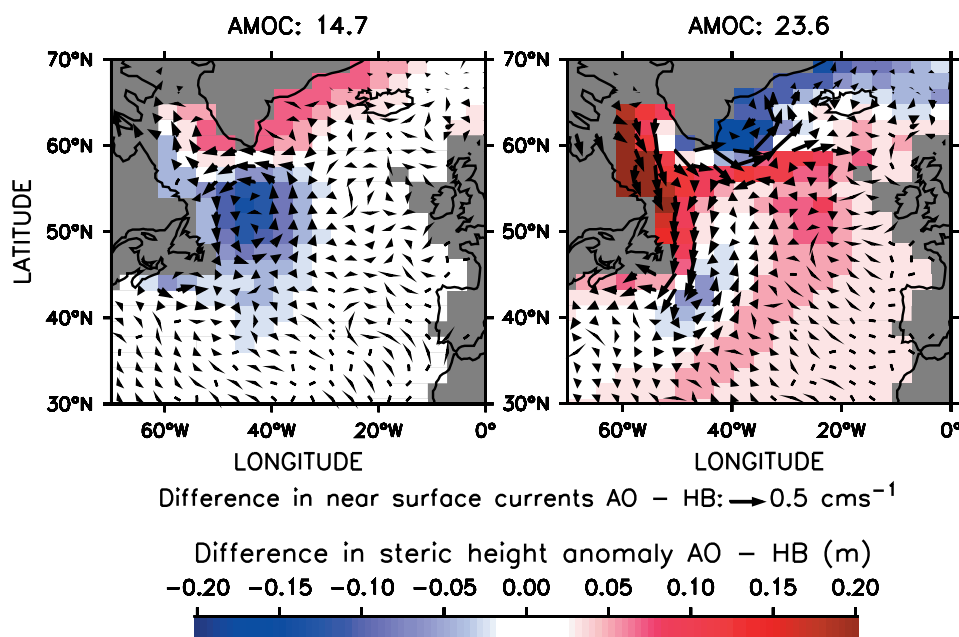 AMOC: 14.7
AMOC: 23.6
70°N
60°N
50°N
40°N
30°N
LATITUDE
70°N
60°N
50°N
40°N
30°N
60°W 40°W 20°W 0°
60°W 40°W 20°W 0°
LONGITUDE
LONGITUDE
Difference in near surface currents AO – HB: 0.5 cms⁻¹
Difference in steric height anomaly AO – HB (m)
−0.20 −0.15 −0.10 −0.05 0.00 0.05 0.10 0.15 0.20